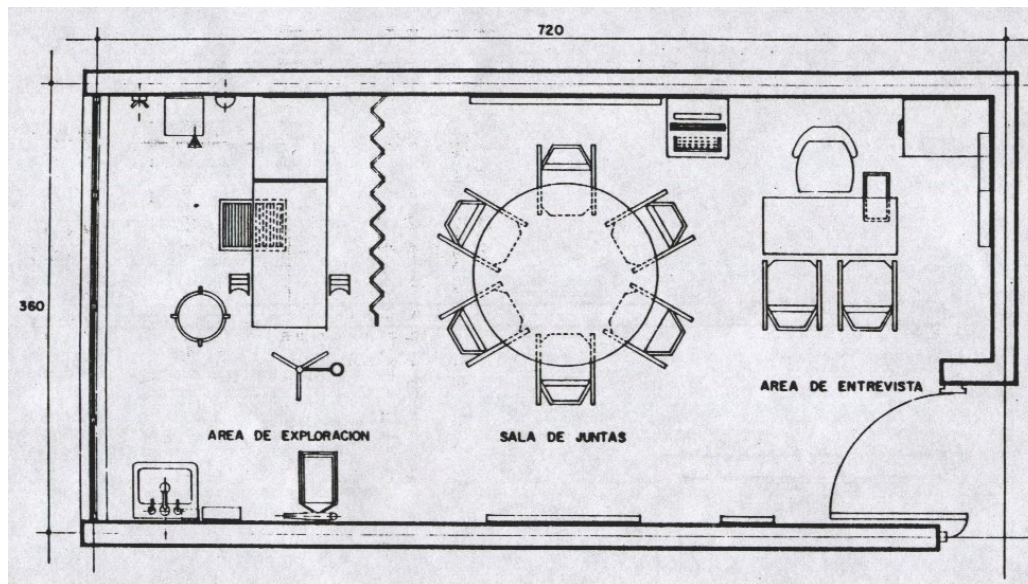 720
360
AREA DE ENTREVISTA
AREA DE EXPLORACION
SALA DE JUNTAS